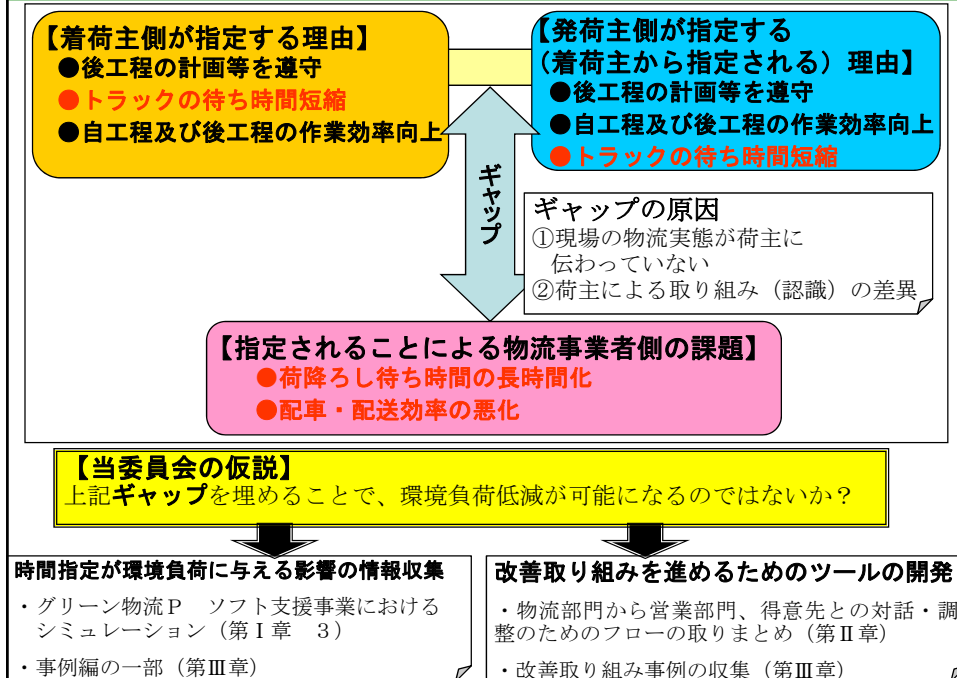 【着荷主側が指定する理由】
●後工程の計画等を遵守
●トラックの待ち時間短縮
●自工程及び後工程の作業効率向上
【発荷主側が指定する
(着荷主から指定される）理由】
●後工程の計画等を遵守
●自工程及び後工程の作業効率向上
●トラックの待ち時間短縮
ギャップ
ギャップの原因
①現場の物流実態が荷主に
伝わっていない
②荷主による取り組み（認識）の差異
【指定されることによる物流事業者側の課題】
●荷降ろし待ち時間の長時間化
●配車・配送効率の悪化
【当委員会の仮説】
上記ギャップを埋めることで、環境負荷低減が可能になるのではないか？
時間指定が環境負荷に与える影響の情報収集
・グリーン物流Ｐ　ソフト支援事業における
シミュレーション（第Ⅰ章　３）
・事例編の一部（第Ⅲ章）
改善取り組みを進めるためのツールの開発
・物流部門から営業部門、得意先との対話・調
整のためのフローの取りまとめ（第Ⅱ章）
・改善取り組み事例の収集（第Ⅲ章）